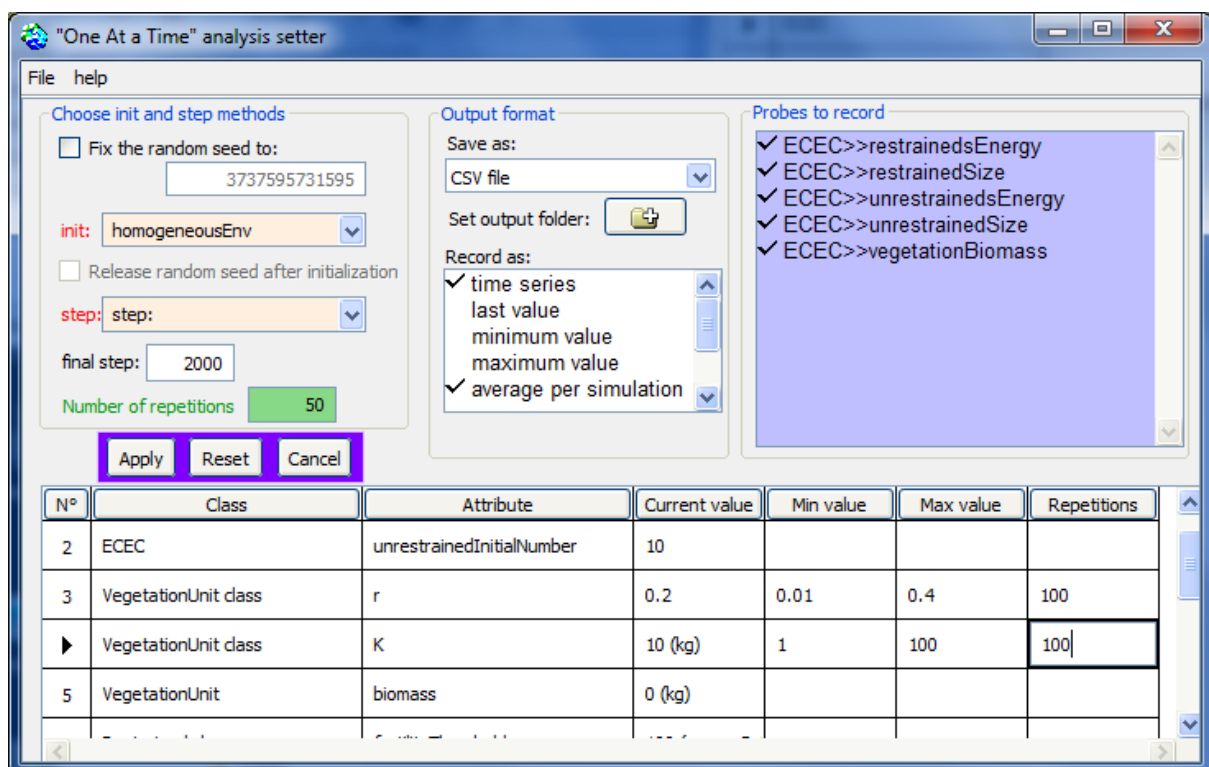 "One At a Time" analysis setter
File help
Choose init and step methods
Fix the random seed to:
3737595731595
init: homogeneousEnv
Release random seed after initialization
step: step:
final step: 2000
Number of repetitions 50
Apply Reset Cancel
Output format
Save as:
CSV file
Set output folder:
Record as:
time series
last value
minimum value
maximum value
average per simulation
Probes to record
ECEC>>restrainedsEnergy
ECEC>>restrainedSize
ECEC>>unrestrainedsEnergy
ECEC>>unrestrainedSize
ECEC>>vegetationBiomass
N° Class Attribute Current value Min value Max value Repetitions
2 ECEC unrestrainedInitialNumber 10
3 VegetationUnit class r 0.2 0.01 0.4 100
VegetationUnit class K 10 (kg) 1 100 100
5 VegetationUnit biomass 0 (kg)